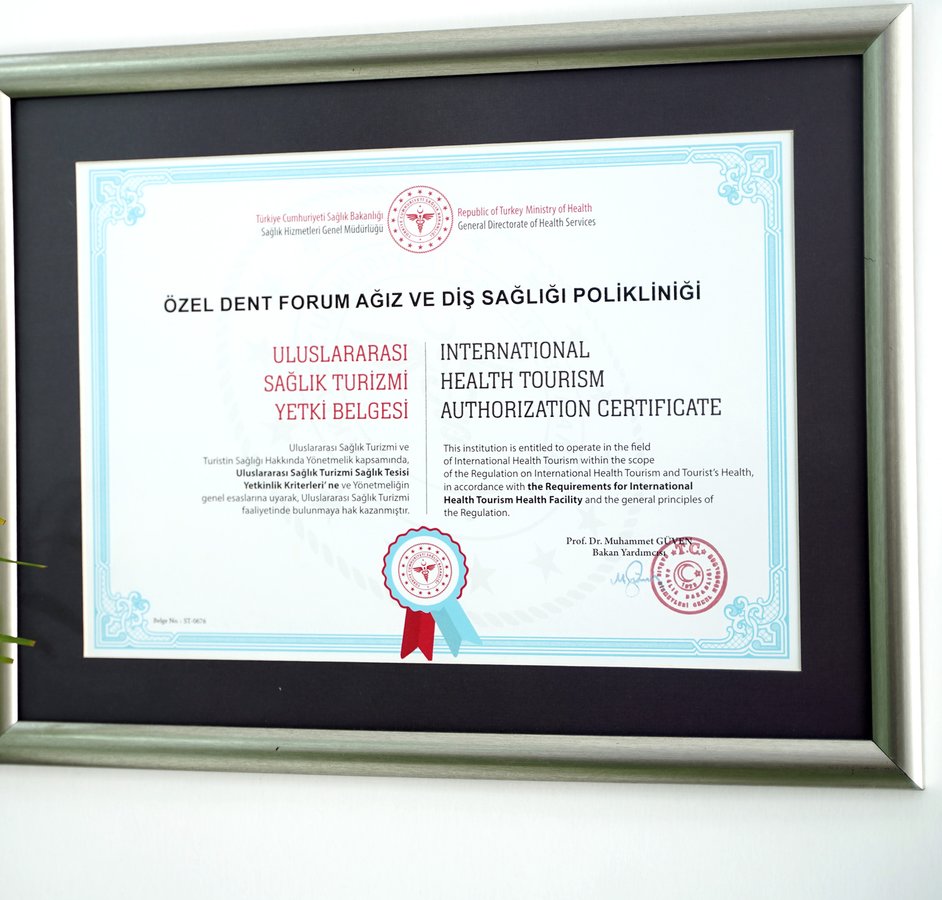 Türkiye Cumhuriyeti Sağlık Bakanlığı
Sağlık Hizmetleri Genel Müdürlüğü
Republic of Turkey Ministry of Health
General Directorate of Health Services
ÖZEL DENT FORUM AĞIZ VE DİŞ SAĞLIĞI POLİKLİNİĞİ
ULUSLARARASI
SAĞLIK TURİZMİ
YETKİ BELGESİ
INTERNATIONAL
HEALTH TOURISM
AUTHORIZATION CERTIFICATE
Uluslararası Sağlık Turizmi ve
Turistin Sağlığı Hakkında Yönetmelik kapsamında,
Uluslararası Sağlık Turizmi Sağlık Tesisi
Yetkinlik Kriterleri' ne ve Yönetmeliğin
genel esaslarına uyarak, Uluslararası Sağlık Turizmi
faaliyetinde bulunmaya hak kazanmıştır.
This institution is entitled to operate in the field
of International Health Tourism within the scope
of the Regulation on International Health Tourism and Tourist's Health,
in accordance with the Requirements for International
Health Tourism Health Facility and the general principles of
the Regulation.
Prof. Dr. Muhammet GÜVEN
Bakan Yardımcısı
T.C.
Belge No. : ST-0676